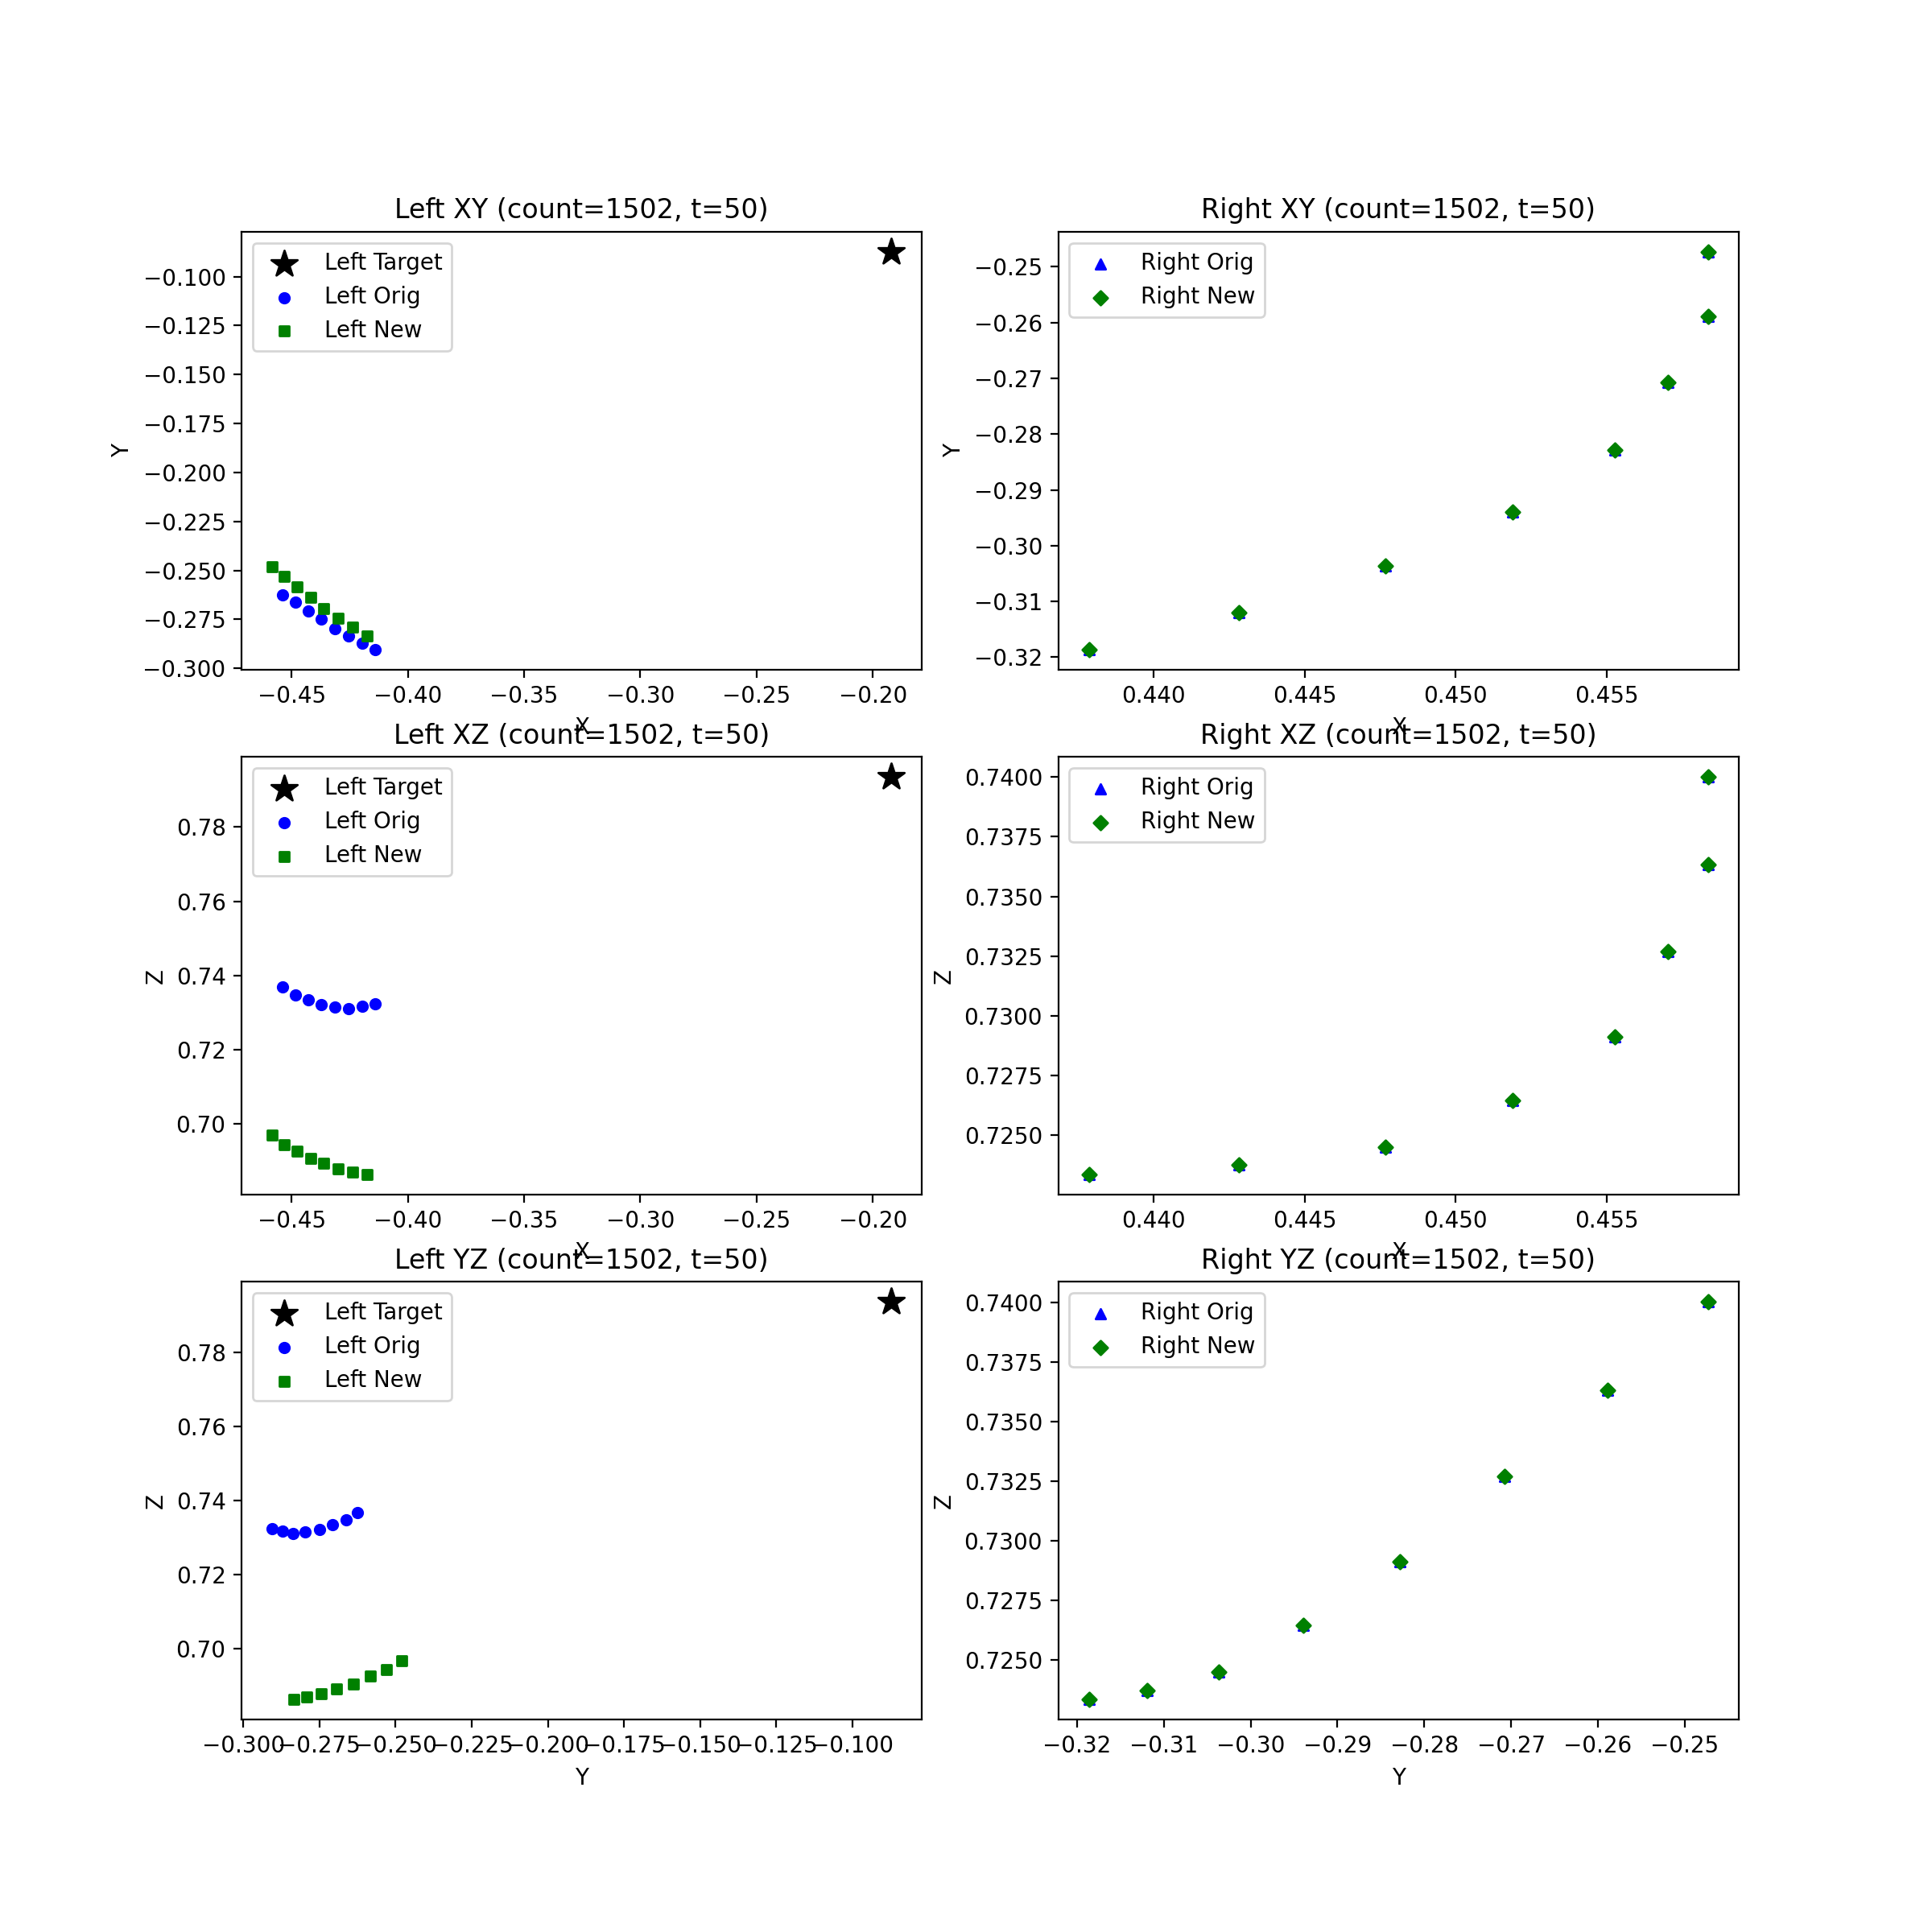 Left XY (count=1502, t=50)
Left Target
Left Orig
Left New
−0.100
−0.125
−0.150
−0.175
−0.200
−0.225
−0.250
−0.275
−0.300
Y
−0.45 −0.40 −0.35 −0.30 −0.25 −0.20
X
Right XY (count=1502, t=50)
Right Orig
Right New
−0.25
−0.26
−0.27
−0.28
−0.29
−0.30
−0.31
−0.32
Y
0.440 0.445 0.450 0.455
X
Left XZ (count=1502, t=50)
Left Target
Left Orig
Left New
0.78
0.76
0.74
0.72
0.70
Z
−0.45 −0.40 −0.35 −0.30 −0.25 −0.20
X
Right XZ (count=1502, t=50)
Right Orig
Right New
0.7400
0.7375
0.7350
0.7325
0.7300
0.7275
0.7250
Z
0.440 0.445 0.450 0.455
X
Left YZ (count=1502, t=50)
Left Target
Left Orig
Left New
0.78
0.76
0.74
0.72
0.70
Z
−0.300 −0.275 −0.250 −0.225 −0.200 −0.175 −0.150 −0.125 −0.100
Y
Right YZ (count=1502, t=50)
Right Orig
Right New
0.7400
0.7375
0.7350
0.7325
0.7300
0.7275
0.7250
Z
−0.32 −0.31 −0.30 −0.29 −0.28 −0.27 −0.26 −0.25
Y